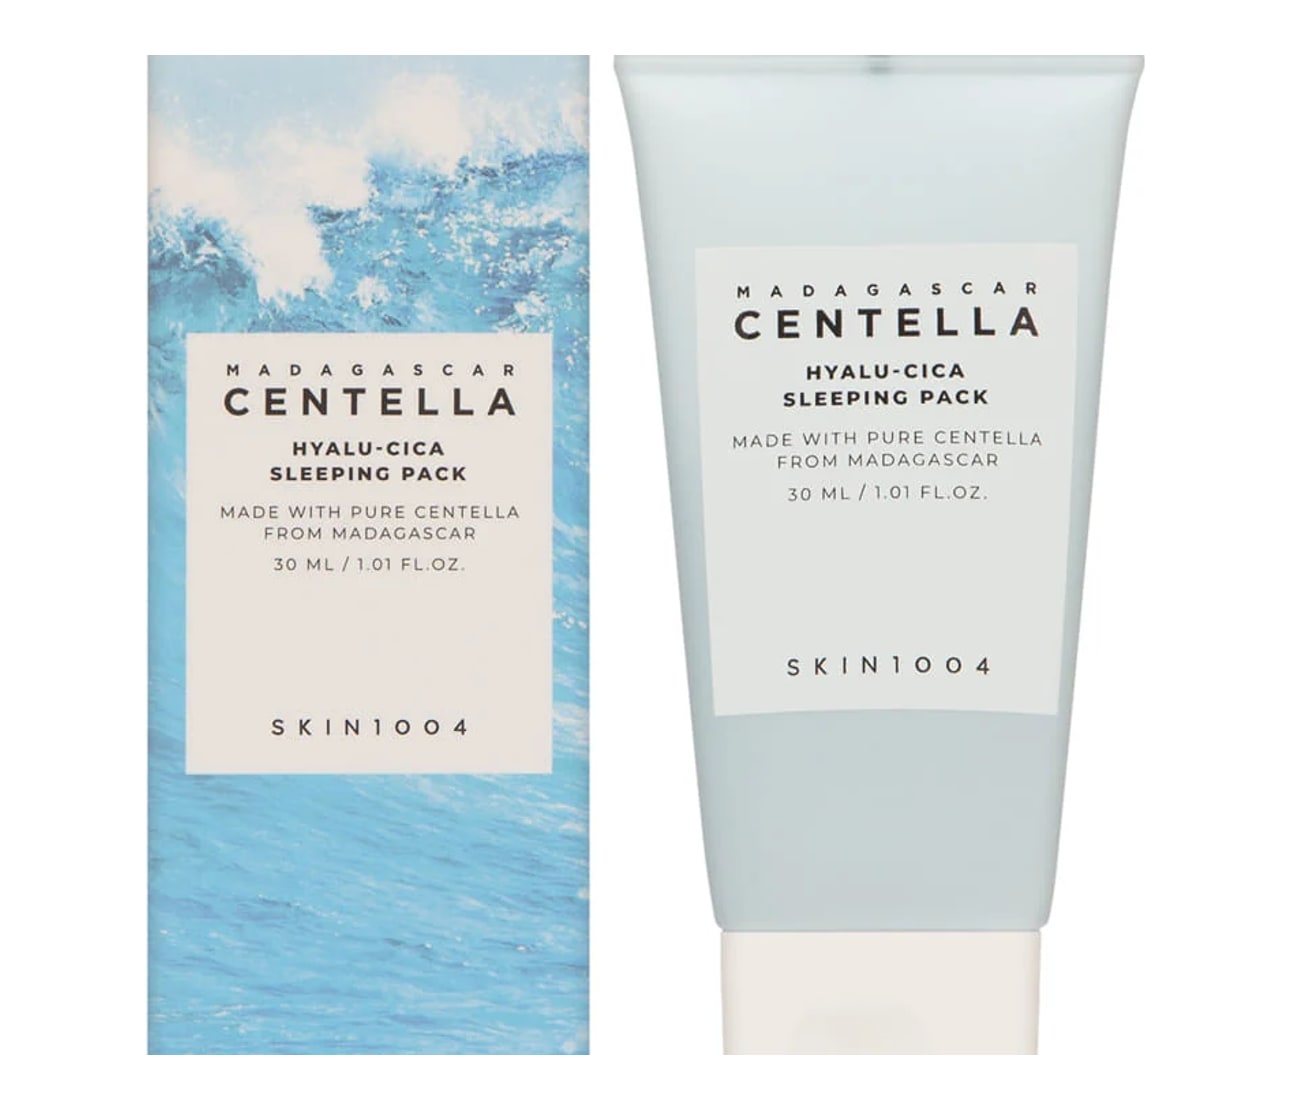 MADAGASCAR
CENTELLA
HYALU-CICA
SLEEPING PACK
MADE WITH PURE CENTELLA
FROM MADAGASCAR
30 ML / 1.01 FL.OZ.
SKIN1004
MADAGASCAR
CENTELLA
HYALU-CICA
SLEEPING PACK
MADE WITH PURE CENTELLA
FROM MADAGASCAR
30 ML / 1.01 FL.OZ.
SKIN1004